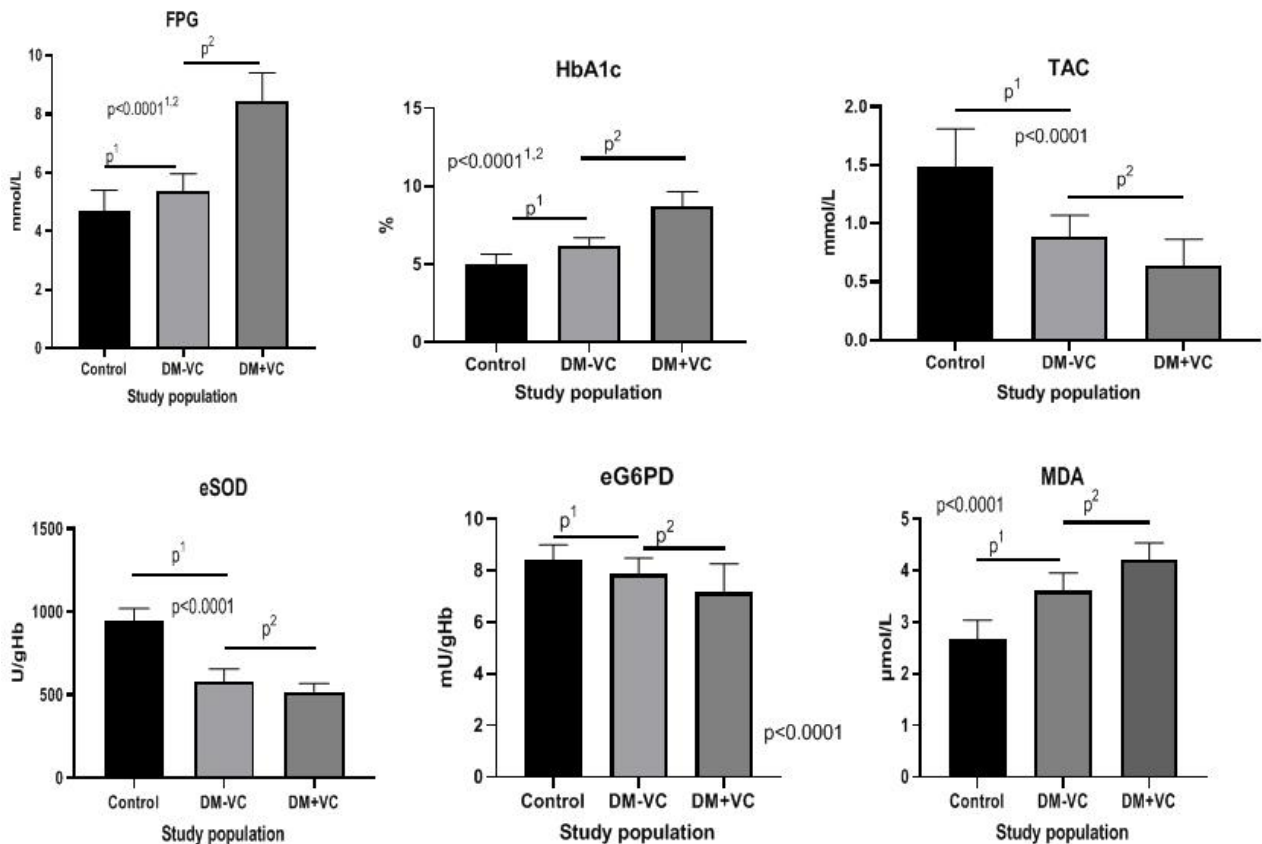 FPG
10
8
6
4
2
0
mmol/L
p²
p<0.0001¹,²
p¹
Control DM-VC DM+VC
Study population
HbA1c
15
10
5
0
%
p<0.0001¹,²
p²
p¹
Control DM-VC DM+VC
Study population
TAC
2.0
1.5
1.0
0.5
0.0
mmol/L
p¹
p<0.0001
p²
Control DM-VC DM+VC
Study population
eSOD
1500
1000
500
0
U/gHb
p¹
p<0.0001
p²
Control DM-VC DM+VC
Study population
eG6PD
10
8
6
4
2
0
mU/gHb
p¹
p²
p<0.0001
Control DM-VC DM+VC
Study population
MDA
5
4
3
2
1
0
µmol/L
p<0.0001
p²
p¹
Control DM-VC DM+VC
Study population